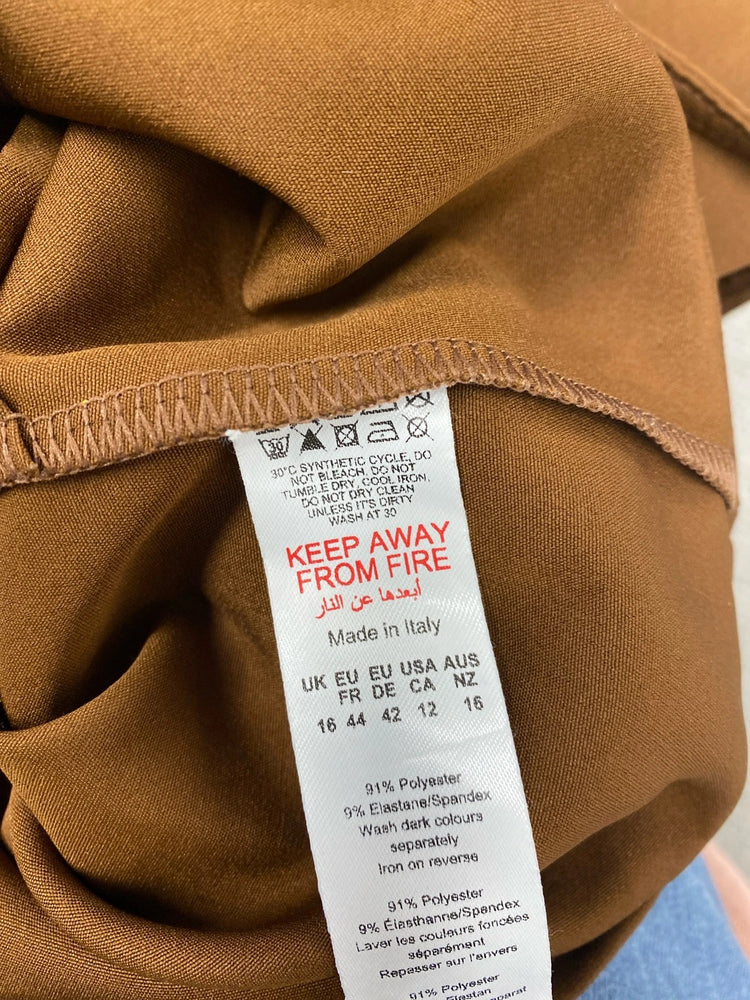 30
30°C SYNTHETIC CYCLE, DO
NOT BLEACH, DO NOT
TUMBLE DRY, COOL IRON,
DO NOT DRY CLEAN
UNLESS IT'S DIRTY
WASH AT 30
KEEP AWAY
FROM FIRE
أبعدها عن النار
Made in Italy
UK EU EU USA AUS
FR DE CA NZ
16 44 42 12 16
91% Polyester
9% Elastane/Spandex
Wash dark colours
separately
Iron on reverse
91% Polyester
9% Élasthanne/Spandex
Laver les couleurs foncées
séparément
Repasser sur l'envers
91% Polyester